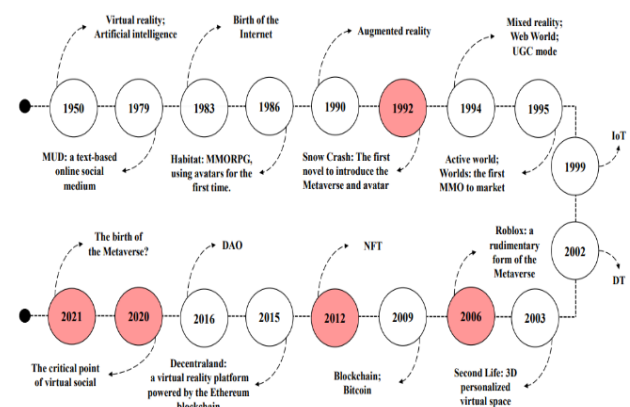 Virtual reality;
Artificial intelligence
Birth of the
Internet
Augmented reality
Mixed reality;
Web World;
UGC mode
1950
1979
1983
1986
1990
1992
1994
1995
MUD: a text-based
online social
medium
Habitat: MMORPG,
using avatars for the
first time.
Snow Crash: The first
novel to introduce the
Metaverse and avatar
Active world;
Worlds: the first
MMO to market
IoT
1999
2002
DT
The birth of
the Metaverse?
DAO
NFT
Roblox: a
rudimentary
form of the
Metaverse
2021
2020
2016
2015
2012
2009
2006
2003
The critical point
of virtual social
Decentraland:
a virtual reality platform
powered by the Ethereum
blockchain
Blockchain;
Bitcoin
Second Life: 3D
personalized
virtual space